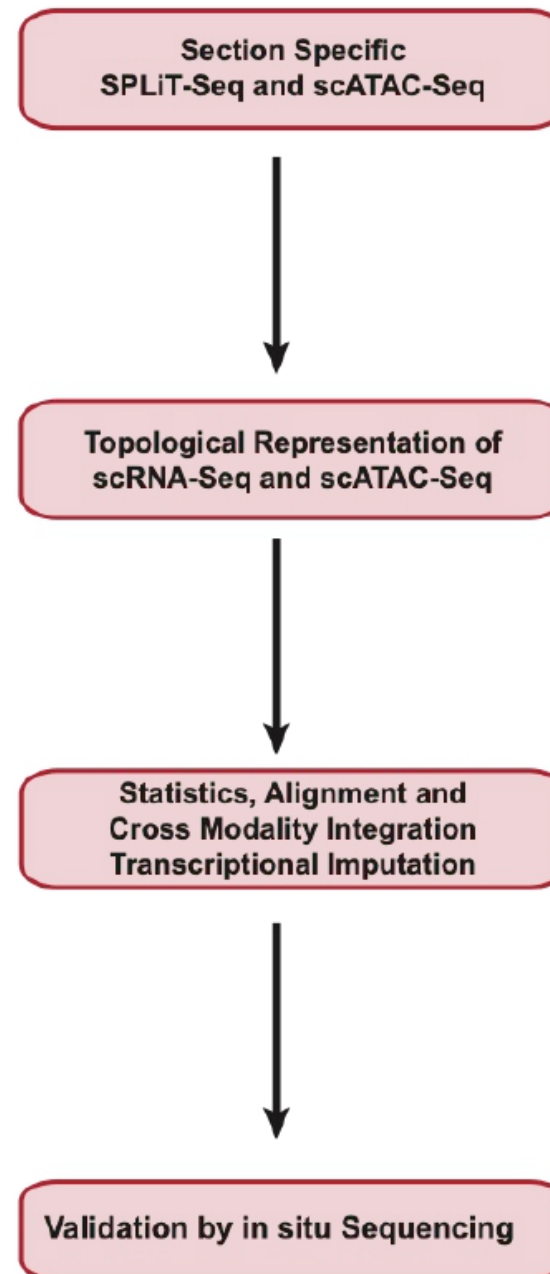 Section Specific
SPLiT-Seq and scATAC-Seq
Topological Representation of
scRNA-Seq and scATAC-Seq
Statistics, Alignment and
Cross Modality Integration
Transcriptional Imputation
Validation by in situ Sequencing